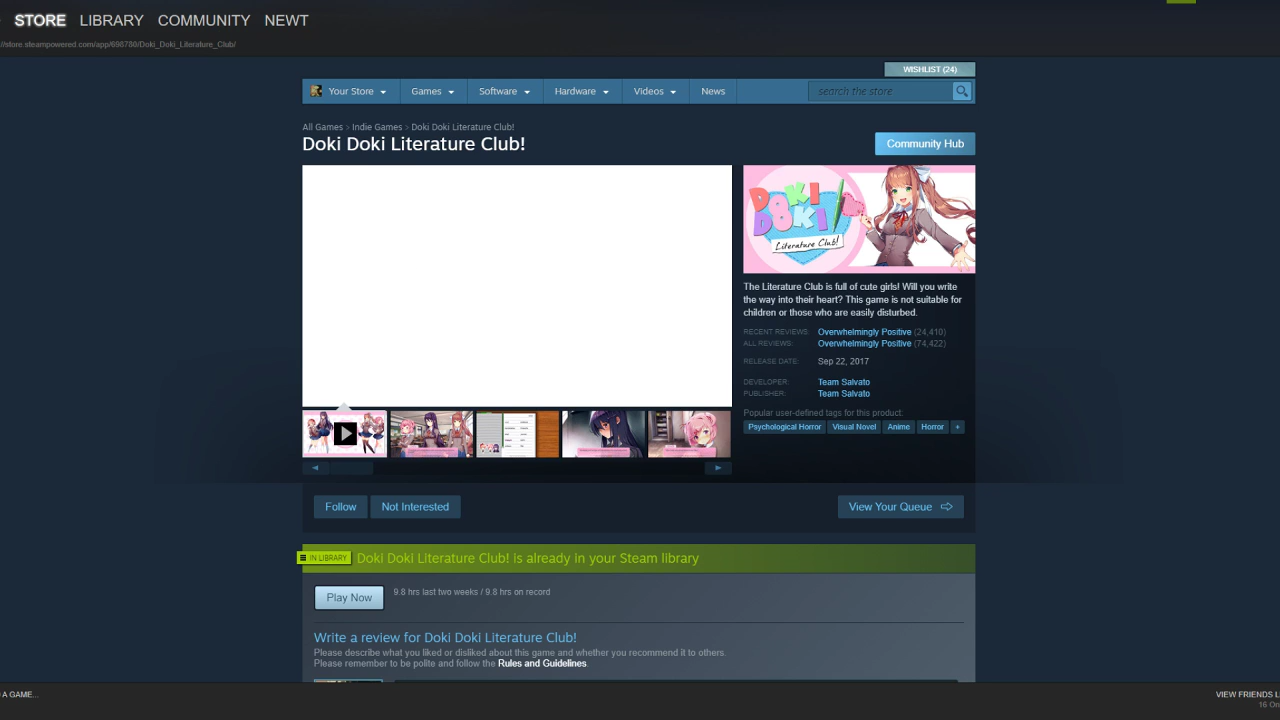 STORE LIBRARY COMMUNITY NEWT
//store.steampowered.com/app/698780/Doki_Doki_Literature_Club/
WISHLIST (24)
Your Store Games Software Hardware Videos News search the store
All Games > Indie Games > Doki Doki Literature Club!
Doki Doki Literature Club!
Community Hub
DOKI
DOKI
Literature Club!
The Literature Club is full of cute girls! Will you write
the way into their heart? This game is not suitable for
children or those who are easily disturbed.
RECENT REVIEWS: Overwhelmingly Positive (24,410)
ALL REVIEWS: Overwhelmingly Positive (74,422)
RELEASE DATE: Sep 22, 2017
DEVELOPER: Team Salvato
PUBLISHER: Team Salvato
Popular user-defined tags for this product:
Psychological Horror Visual Novel Anime Horror +
Follow Not Interested View Your Queue
IN LIBRARY Doki Doki Literature Club! is already in your Steam library
Play Now 9.8 hrs last two weeks / 9.8 hrs on record
Write a review for Doki Doki Literature Club!
Please describe what you liked or disliked about this game and whether you recommend it to others.
Please remember to be polite and follow the Rules and Guidelines.
A GAME... VIEW FRIENDS L
16 On